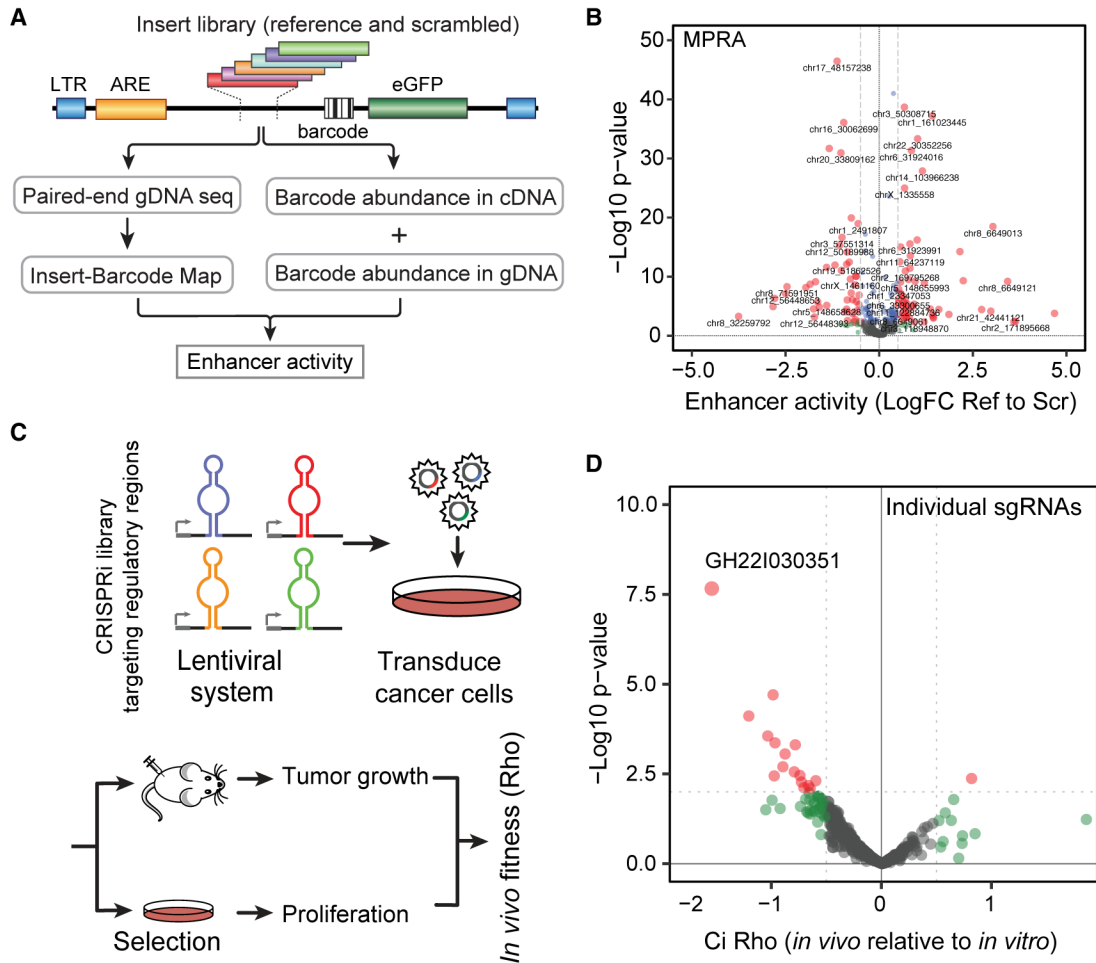 A
Insert library (reference and scrambled)
LTR
ARE
eGFP
barcode
Paired-end gDNA seq
Barcode abundance in cDNA
+
Insert-Barcode Map
Barcode abundance in gDNA
Enhancer activity
B
MPRA
−Log10 p−value
50
40
30
20
10
0
chr17_48157238
chr3_50308715
chr1_161023445
chr16_30062699
chr22_30352256
chr20_33809162
chr6_31924016
chr14_103966238
chrX_1335558
chr1_2491807
chr8_6649013
chr3_57551314
chr12_50189988
chr6_31923991
chr11_64237119
chr19_51862526
chr2_169795268
chrX_1461160
chr5_148655993
chr8_6649121
chr8_71591951
chr1_23347053
chr12_56448653
chr6_39300655
chr5_148658628
chr11_122884736
chr21_42441121
chr8_32259792
chr12_56448393
chr8_6649061
chr2_171895668
−5.0
−2.5
0.0
2.5
5.0
Enhancer activity (LogFC Ref to Scr)
C
CRISPRi library
targeting regulatory regions
Lentiviral
system
Transduce
cancer cells
Tumor growth
Selection
Proliferation
In vivo fitness (Rho)
D
Individual sgRNAs
GH22I030351
−Log10 p−value
10.0
7.5
5.0
2.5
0.0
−2
−1
0
1
Ci Rho (in vivo relative to in vitro)